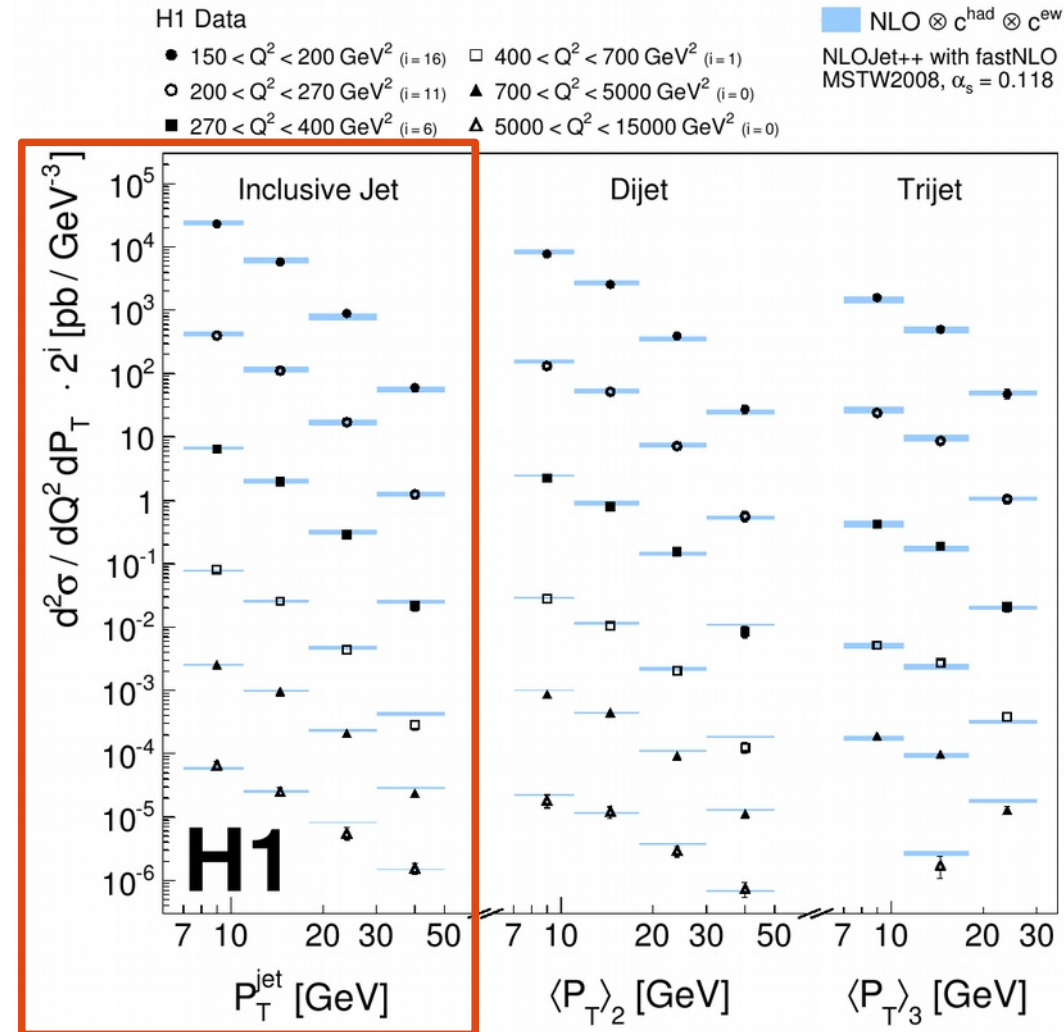 H1 Data
150 < Q² < 200 GeV² (i = 16)
200 < Q² < 270 GeV² (i = 11)
270 < Q² < 400 GeV² (i = 6)
400 < Q² < 700 GeV² (i = 1)
700 < Q² < 5000 GeV² (i = 0)
5000 < Q² < 15000 GeV² (i = 0)
NLO ⊗ c^had ⊗ c^ew
NLOJet++ with fastNLO
MSTW2008, α_s = 0.118
d²σ / dQ² dP_T · 2^i [pb / GeV⁻³]
10⁵
10⁴
10³
10²
10
1
10⁻¹
10⁻²
10⁻³
10⁻⁴
10⁻⁵
10⁻⁶
Inclusive Jet
Dijet
Trijet
H1
7 10 20 30 50
7 10 20 30 50
7 10 20 30
P_T^jet [GeV]
⟨P_T⟩₂ [GeV]
⟨P_T⟩₃ [GeV]